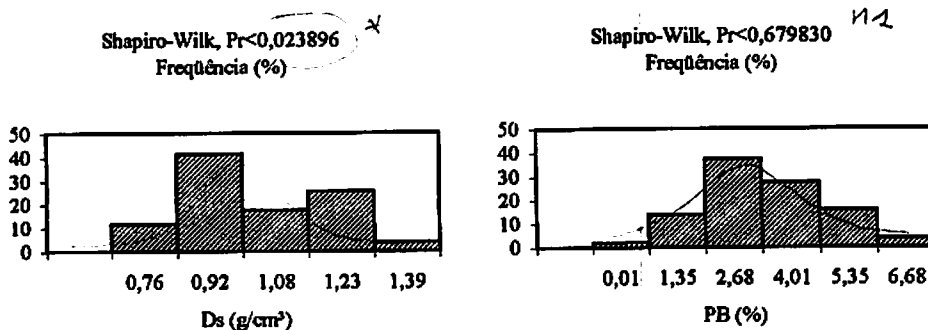 Shapiro-Wilk, Pr<0,023896 *
Freqüência (%)
50
40
30
20
10
0
0,76 0,92 1,08 1,23 1,39
Ds (g/cm³)
Shapiro-Wilk, Pr<0,679830
Freqüência (%)
50
40
30
20
10
0
0,01 1,35 2,68 4,01 5,35 6,68
PB (%)